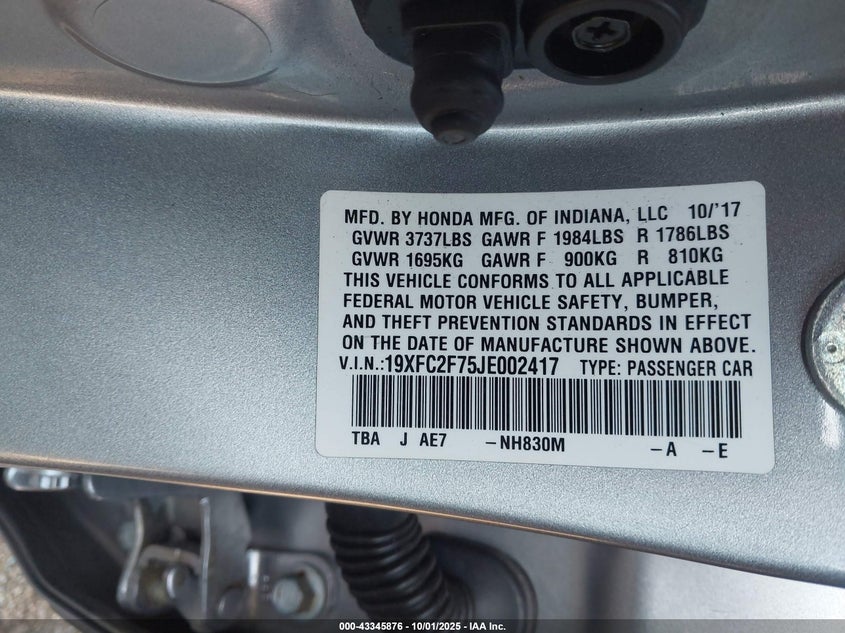 MFD. BY HONDA MFG. OF INDIANA, LLC 10/'17
GVWR 3737LBS GAWR F 1984LBS R 1786LBS
GVWR 1695KG GAWR F 900KG R 810KG
THIS VEHICLE CONFORMS TO ALL APPLICABLE
FEDERAL MOTOR VEHICLE SAFETY, BUMPER,
AND THEFT PREVENTION STANDARDS IN EFFECT
ON THE DATE OF MANUFACTURE SHOWN ABOVE.
V.I.N.:19XFC2F75JE002417 TYPE: PASSENGER CAR
TBA J AE7 -NH830M -A -E
000-43345876 | 10/01/2025 - IAA Inc.